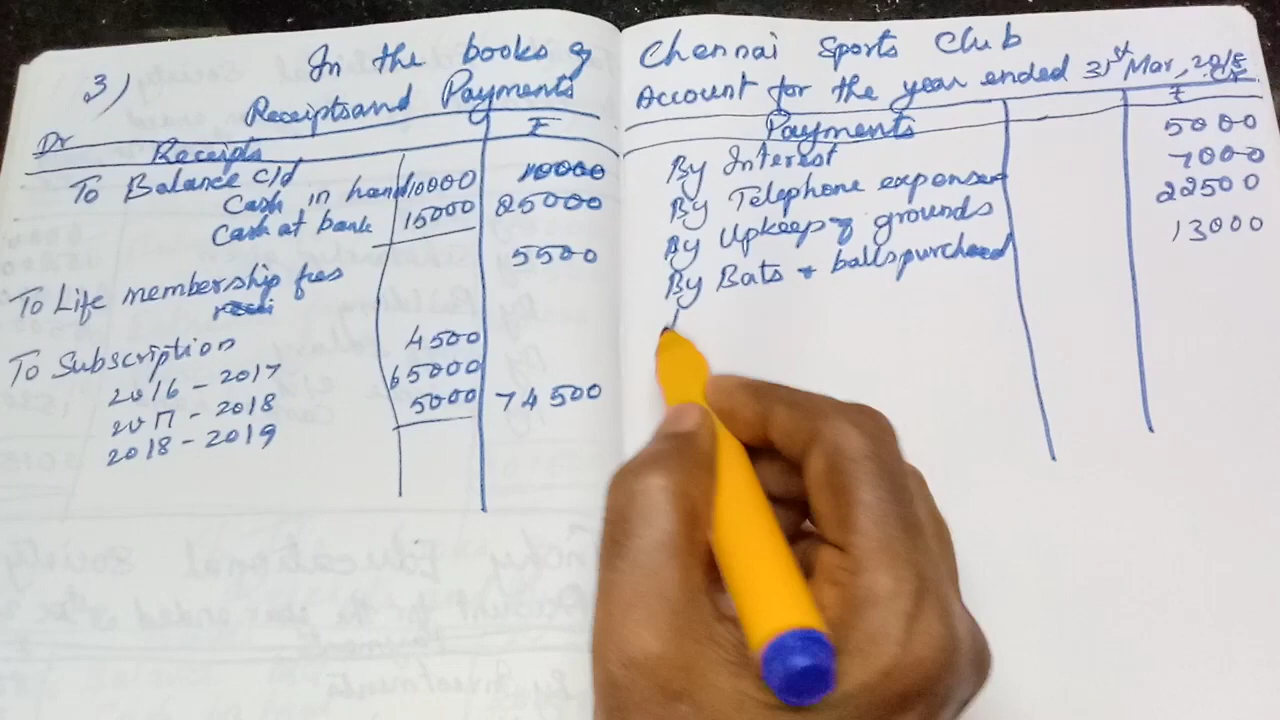 3) In the books of Chennai Sports Club
Receipts and Payments Account for the year ended 31st Mar, 2018
Dr Receipts ₹ Payments ₹ Cr
To Balance c/d
Cash in hand 10000 10000
Cash at bank 15000 25000
To Life membership fees 5500
To Subscription
2016 - 2017 4500
2017 - 2018 65000
2018 - 2019 5000 74500
By Interest 5000
By Telephone expenses 7000
By Upkeep of grounds 22500
By Bats & balls purchased 13000